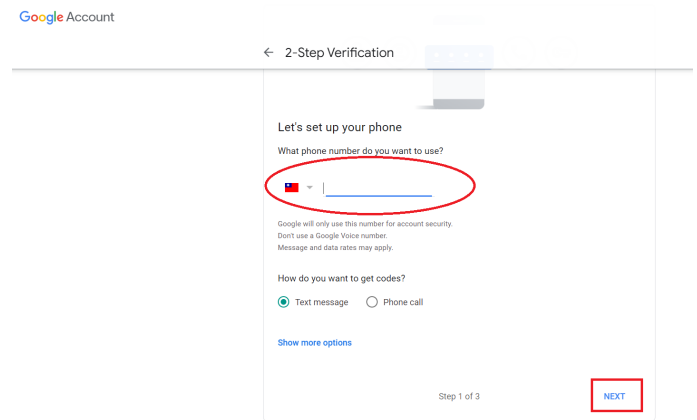 Google Account
2-Step Verification
Let's set up your phone
What phone number do you want to use?
Google will only use this number for account security.
Don't use a Google Voice number.
Message and data rates may apply.
How do you want to get codes?
Text message Phone call
Show more options
Step 1 of 3 NEXT